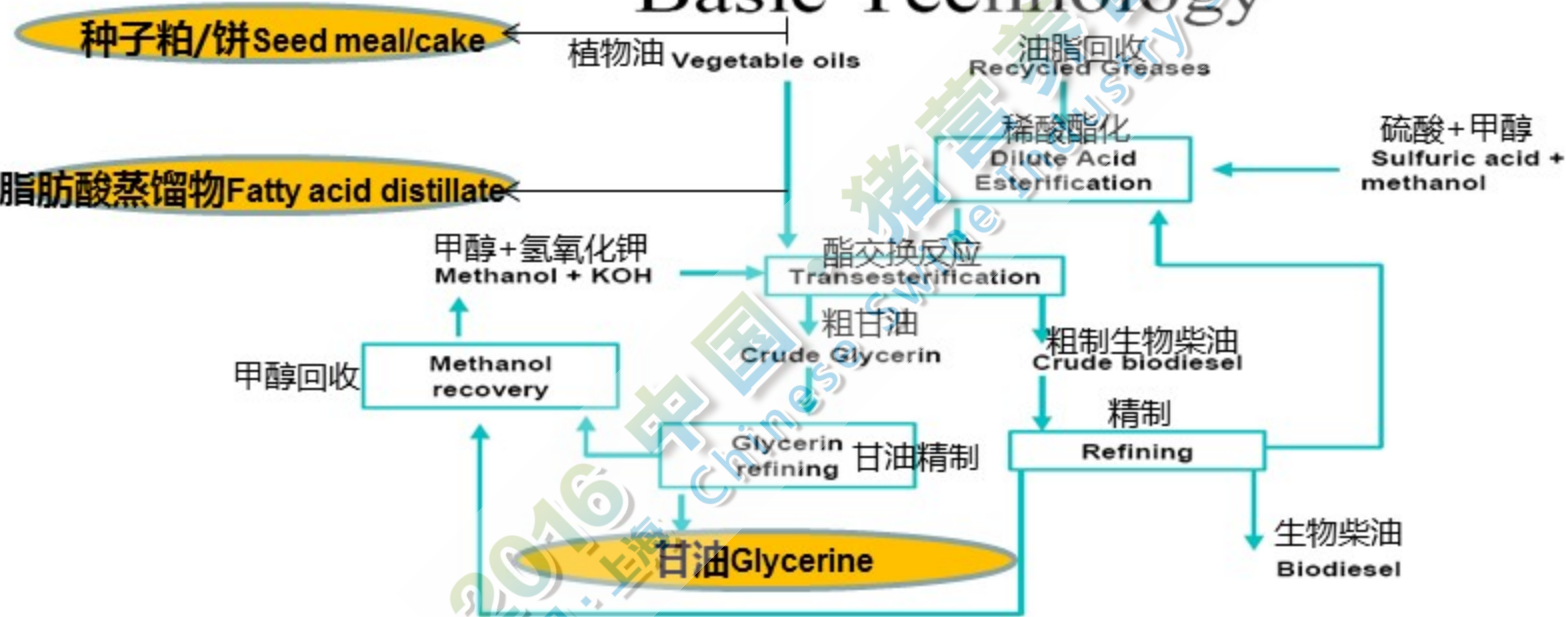 Basic Technology
种子粕/饼Seed meal/cake
植物油 Vegetable oils
油脂回收
Recycled Greases
稀酸酯化
Dilute Acid
Esterification
硫酸+甲醇
Sulfuric acid +
methanol
脂肪酸蒸馏物Fatty acid distillate
甲醇+氢氧化钾
Methanol + KOH
酯交换反应
Transesterification
粗甘油
Crude Glycerin
粗制生物柴油
Crude biodiesel
甲醇回收
Methanol
recovery
精制
Refining
Glycerin
refining 甘油精制
甘油Glycerine
生物柴油
Biodiesel
2016 中国猪营养
上海
Chinese Swine Industry